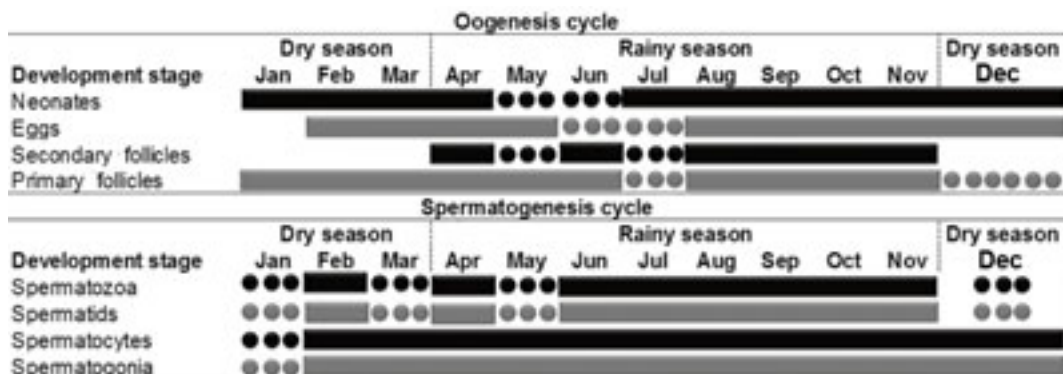 Oogenesis cycle
Dry season Rainy season Dry season
Development stage Jan Feb Mar Apr May Jun Jul Aug Sep Oct Nov Dec
Neonates
Eggs
Secondary follicles
Primary follicles
Spermatogenesis cycle
Dry season Rainy season Dry season
Development stage Jan Feb Mar Apr May Jun Jul Aug Sep Oct Nov Dec
Spermatozoa
Spermatids
Spermatocytes
Spermatogonia